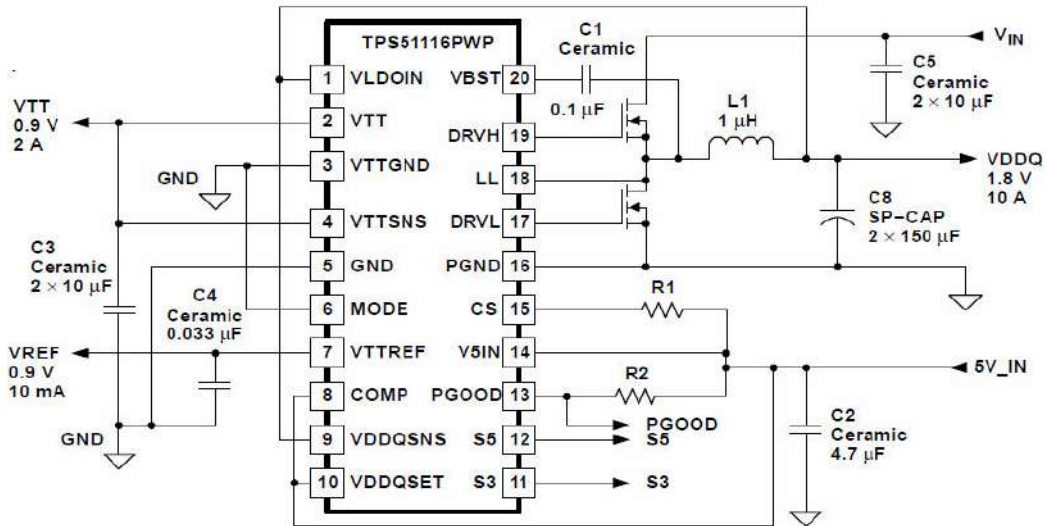 TPS51116PWP
C1
Ceramic
0.1 μF
VIN
C5
Ceramic
2 × 10 μF
L1
1 μH
VTT
0.9 V
2 A
GND
1 VLDOIN VBST 20
2 VTT DRVH 19
3 VTTGND LL 18
4 VTTSNS DRVL 17
5 GND PGND 16
6 MODE CS 15
7 VTTREF V5IN 14
8 COMP PGOOD 13
9 VDDQSNS S5 12
10 VDDQSET S3 11
VDDQ
1.8 V
10 A
C8
SP–CAP
2 × 150 μF
C3
Ceramic
2 × 10 μF
C4
Ceramic
0.033 μF
R1
VREF
0.9 V
10 mA
5V_IN
R2
PGOOD
S5
S3
GND
C2
Ceramic
4.7 μF